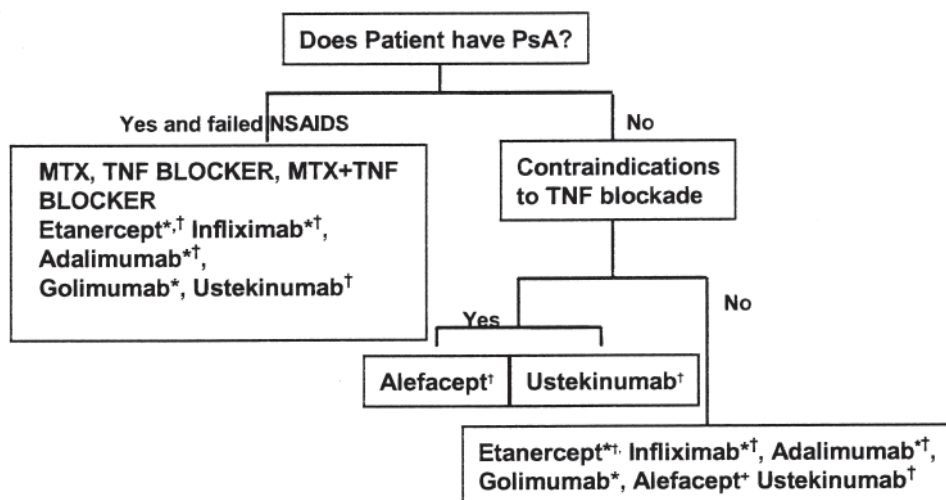 Does Patient have PsA?
Yes and failed NSAIDS
No
MTX, TNF BLOCKER, MTX+TNF
BLOCKER
Etanercept*,† Infliximab*†,
Adalimumab*†,
Golimumab*, Ustekinumab†
Contraindications
to TNF blockade
Yes
No
Alefacept†
Ustekinumab†
Etanercept*†, Infliximab*†, Adalimumab*†,
Golimumab*, Alefacept+ Ustekinumab†